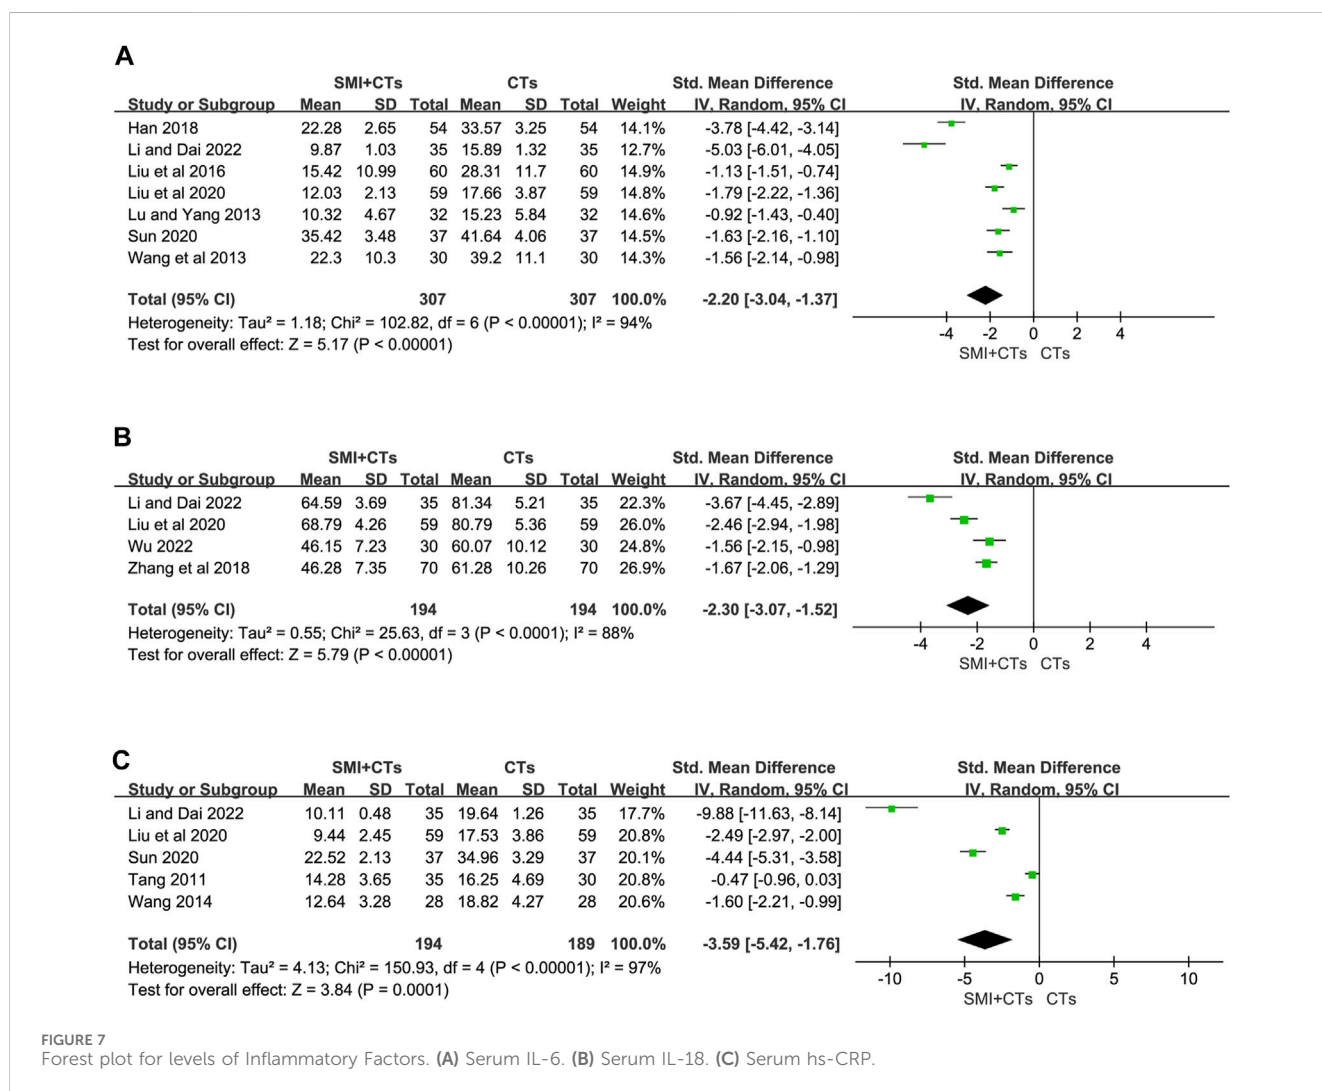 A
SMI+CTs CTs Std. Mean Difference Std. Mean Difference
Study or Subgroup Mean SD Total Mean SD Total Weight IV, Random, 95% CI IV, Random, 95% CI
Han 2018 22.28 2.65 54 33.57 3.25 54 14.1% -3.78 [-4.42, -3.14]
Li and Dai 2022 9.87 1.03 35 15.89 1.32 35 12.7% -5.03 [-6.01, -4.05]
Liu et al 2016 15.42 10.99 60 28.31 11.7 60 14.9% -1.13 [-1.51, -0.74]
Liu et al 2020 12.03 2.13 59 17.66 3.87 59 14.8% -1.79 [-2.22, -1.36]
Lu and Yang 2013 10.32 4.67 32 15.23 5.84 32 14.6% -0.92 [-1.43, -0.40]
Sun 2020 35.42 3.48 37 41.64 4.06 37 14.5% -1.63 [-2.16, -1.10]
Wang et al 2013 22.3 10.3 30 39.2 11.1 30 14.3% -1.56 [-2.14, -0.98]
Total (95% CI) 307 307 100.0% -2.20 [-3.04, -1.37]
Heterogeneity: Tau² = 1.18; Chi² = 102.82, df = 6 (P < 0.00001); I² = 94%
Test for overall effect: Z = 5.17 (P < 0.00001)
-4 -2 0 2 4
SMI+CTs CTs
B
SMI+CTs CTs Std. Mean Difference Std. Mean Difference
Study or Subgroup Mean SD Total Mean SD Total Weight IV, Random, 95% CI IV, Random, 95% CI
Li and Dai 2022 64.59 3.69 35 81.34 5.21 35 22.3% -3.67 [-4.45, -2.89]
Liu et al 2020 68.79 4.26 59 80.79 5.36 59 26.0% -2.46 [-2.94, -1.98]
Wu 2022 46.15 7.23 30 60.07 10.12 30 24.8% -1.56 [-2.15, -0.98]
Zhang et al 2018 46.28 7.35 70 61.28 10.26 70 26.9% -1.67 [-2.06, -1.29]
Total (95% CI) 194 194 100.0% -2.30 [-3.07, -1.52]
Heterogeneity: Tau² = 0.55; Chi² = 25.63, df = 3 (P < 0.0001); I² = 88%
Test for overall effect: Z = 5.79 (P < 0.00001)
-4 -2 0 2 4
SMI+CTs CTs
C
SMI+CTs CTs Std. Mean Difference Std. Mean Difference
Study or Subgroup Mean SD Total Mean SD Total Weight IV, Random, 95% CI IV, Random, 95% CI
Li and Dai 2022 10.11 0.48 35 19.64 1.26 35 17.7% -9.88 [-11.63, -8.14]
Liu et al 2020 9.44 2.45 59 17.53 3.86 59 20.8% -2.49 [-2.97, -2.00]
Sun 2020 22.52 2.13 37 34.96 3.29 37 20.1% -4.44 [-5.31, -3.58]
Tang 2011 14.28 3.65 35 16.25 4.69 30 20.8% -0.47 [-0.96, 0.03]
Wang 2014 12.64 3.28 28 18.82 4.27 28 20.6% -1.60 [-2.21, -0.99]
Total (95% CI) 194 189 100.0% -3.59 [-5.42, -1.76]
Heterogeneity: Tau² = 4.13; Chi² = 150.93, df = 4 (P < 0.00001); I² = 97%
Test for overall effect: Z = 3.84 (P = 0.0001)
-10 -5 0 5 10
SMI+CTs CTs
FIGURE 7
Forest plot for levels of Inflammatory Factors. (A) Serum IL-6. (B) Serum IL-18. (C) Serum hs-CRP.